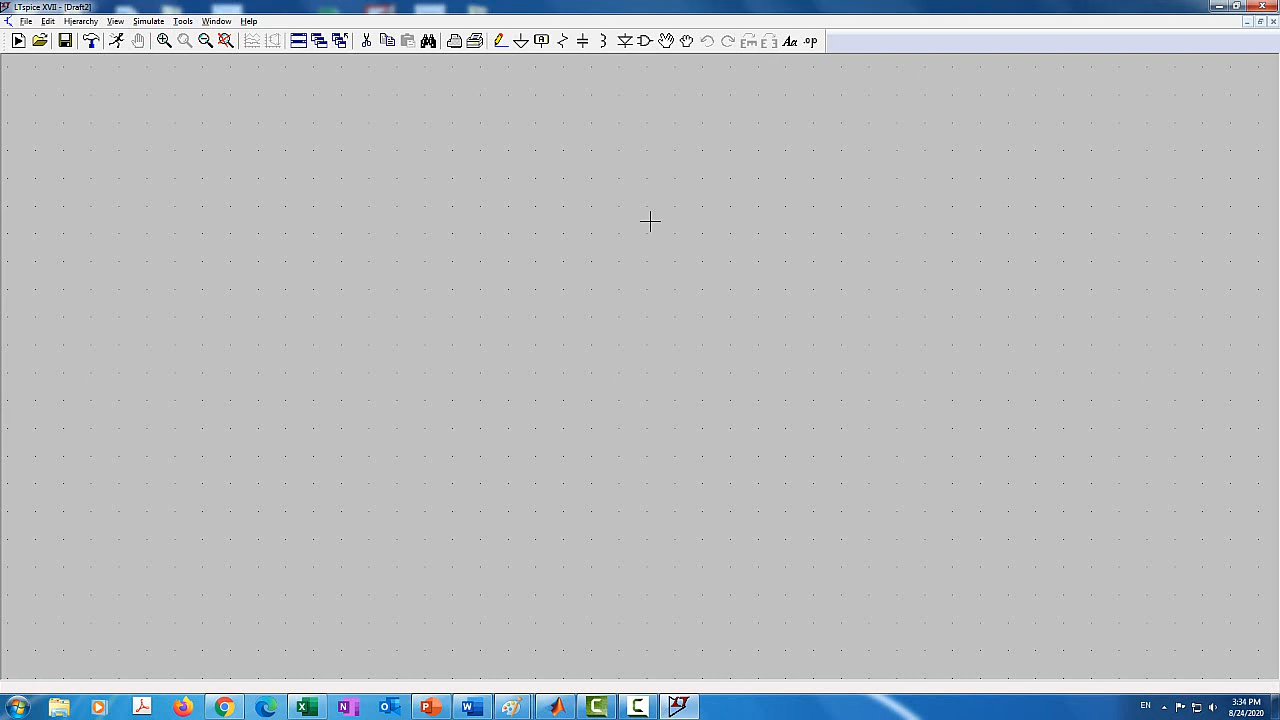 LTspice XVII - [Draft2]
File Edit Hierarchy View Simulate Tools Window Help
Aa .op
EN 3:34 PM
8/24/2020